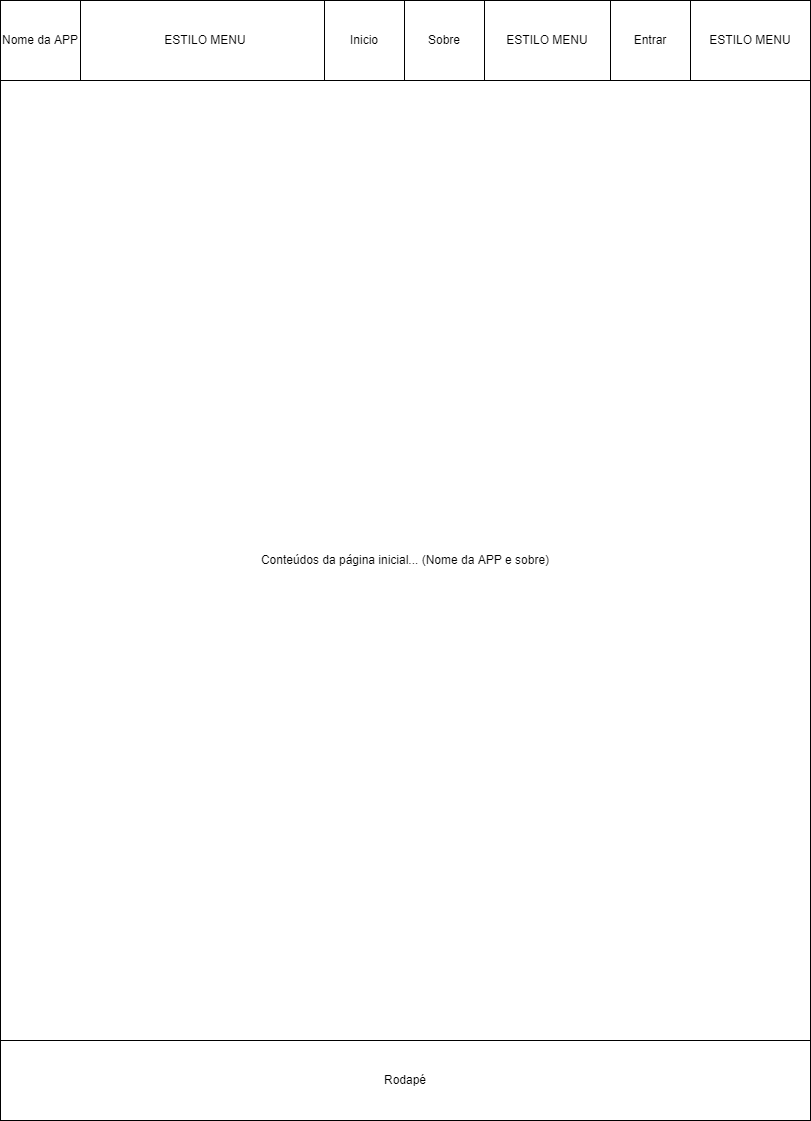 Nome da APP
ESTILO MENU
Inicio
Sobre
ESTILO MENU
Entrar
ESTILO MENU
Conteúdos da página inicial... (Nome da APP e sobre)
Rodapé